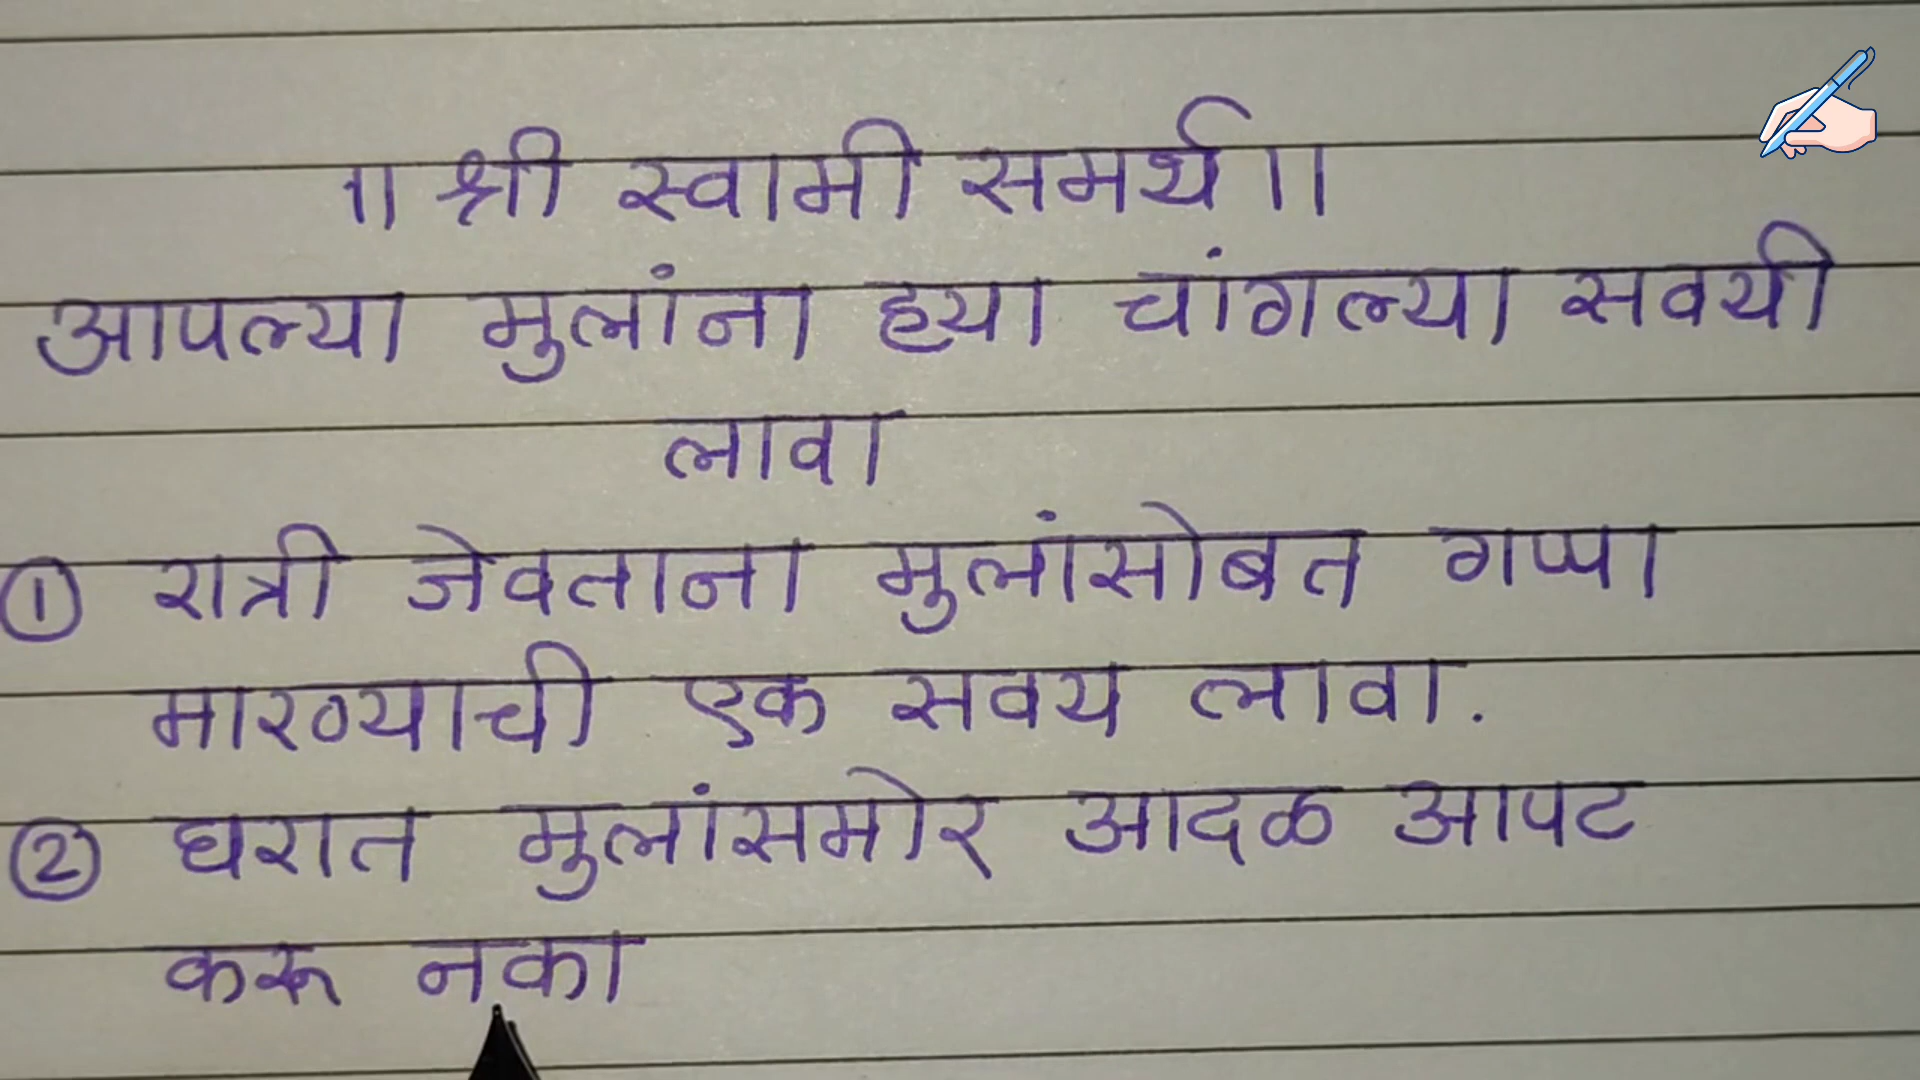 ॥ श्री स्वामी समर्थ ॥
आपल्या मुलांना ह्या चांगल्या सवयी
लावा
① रात्री जेवताना मुलांसोबत गप्पा
मारण्याची एक सवय लावा.
② घरात मुलांसमोर आदळ आपट
करू नका